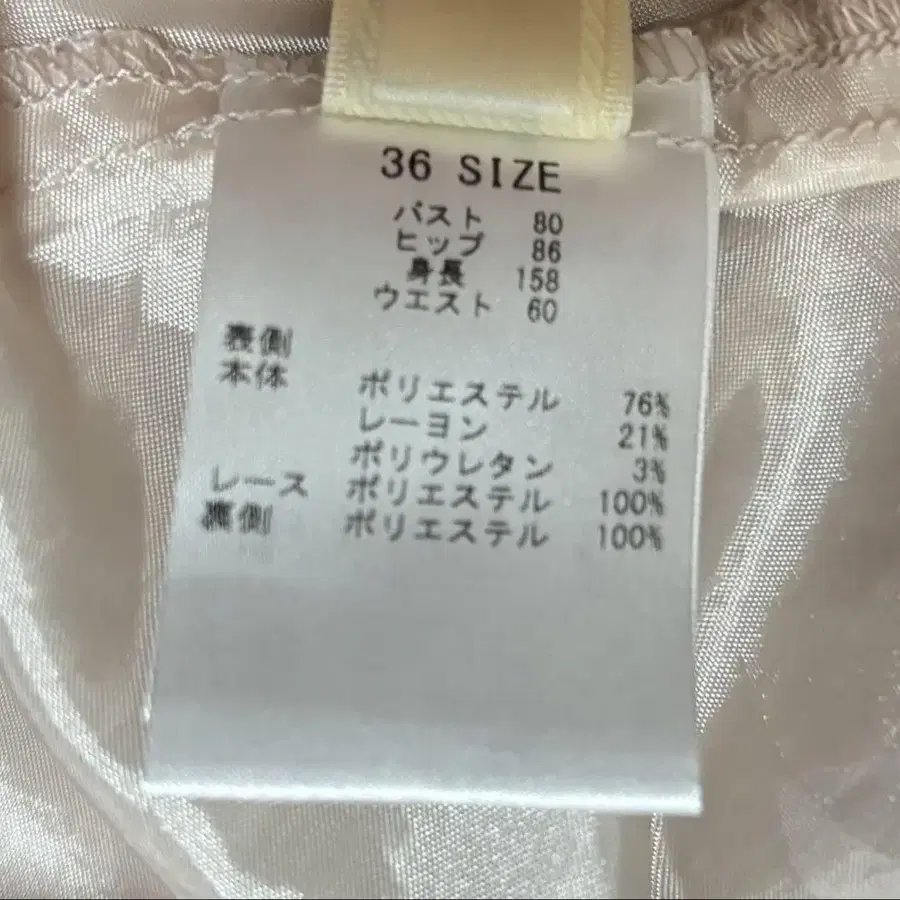 36 SIZE
バスト 80
ヒップ 86
身長 158
ウエスト 60
表側
本体 ポリエステル 76%
レーヨン 21%
ポリウレタン 3%
レース ポリエステル 100%
裏側 ポリエステル 100%